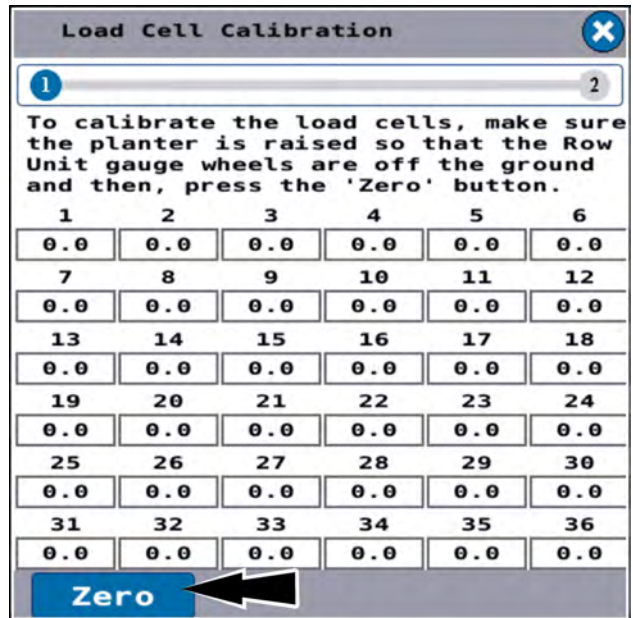 Load Cell Calibration
1 2
To calibrate the load cells, make sure
the planter is raised so that the Row
Unit gauge wheels are off the ground
and then, press the 'Zero' button.
1 2 3 4 5 6
0.0 0.0 0.0 0.0 0.0 0.0
7 8 9 10 11 12
0.0 0.0 0.0 0.0 0.0 0.0
13 14 15 16 17 18
0.0 0.0 0.0 0.0 0.0 0.0
19 20 21 22 23 24
0.0 0.0 0.0 0.0 0.0 0.0
25 26 27 28 29 30
0.0 0.0 0.0 0.0 0.0 0.0
31 32 33 34 35 36
0.0 0.0 0.0 0.0 0.0 0.0
Zero